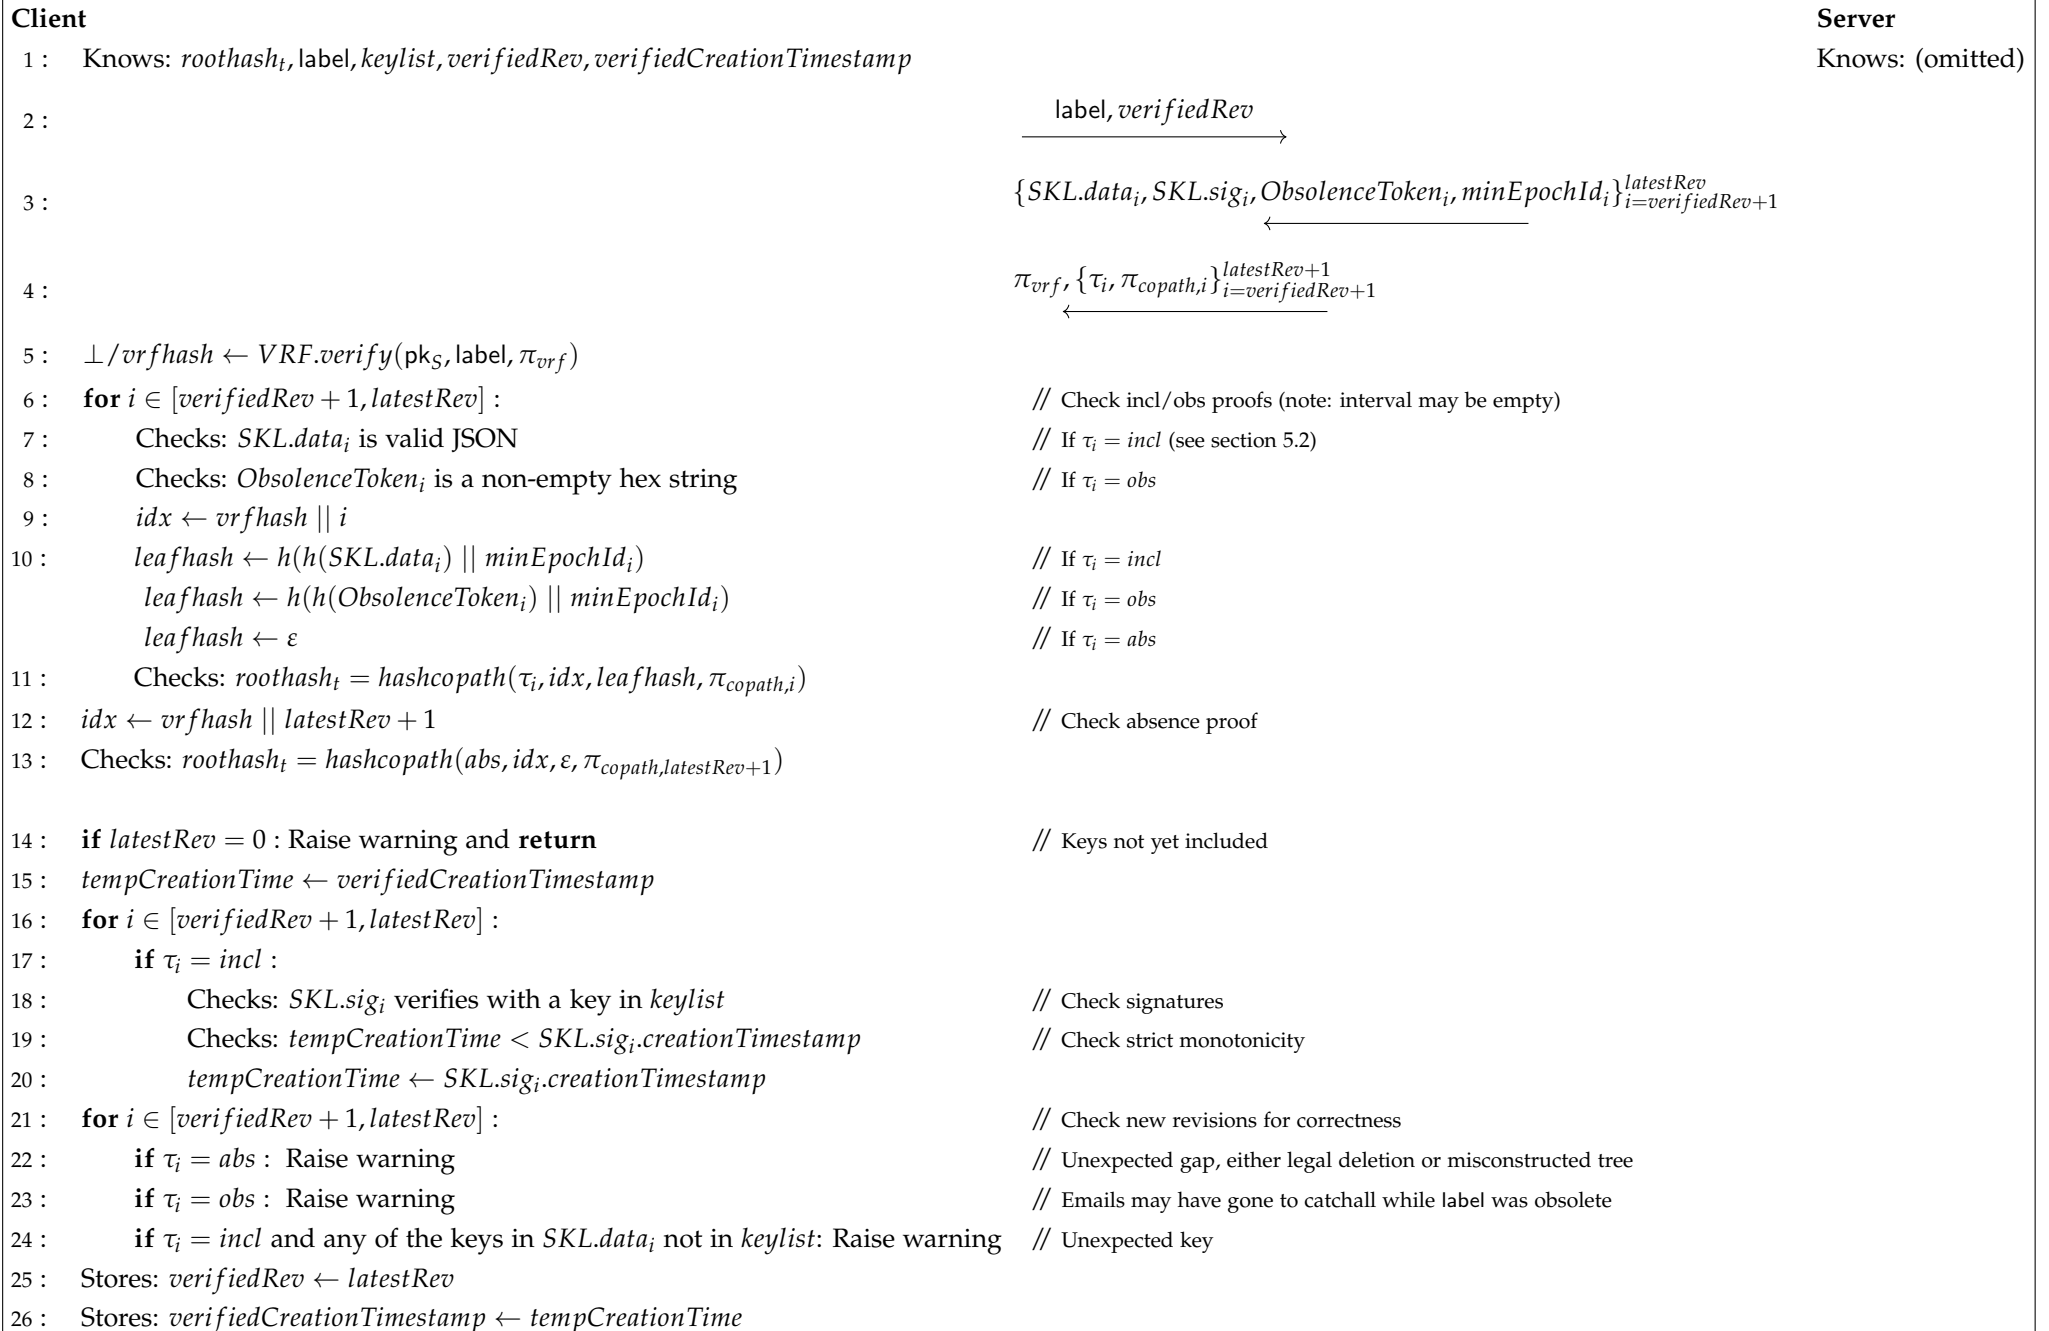 Client Server
1 : Knows: roothash_t, label, keylist, verifiedRev, verifiedCreationTimestamp Knows: (omitted)
2 : label, verifiedRev
3 : {SKL.data_i, SKL.sig_i, ObsolenceToken_i, minEpochId_i}_{i=verifiedRev+1}^{latestRev}
4 : π_{vrf}, {τ_i, π_{copath,i}}_{i=verifiedRev+1}^{latestRev+1}
5 : ⊥/vrfhash ← VRF.verify(pk_S, label, π_{vrf})
6 : for i ∈ [verifiedRev + 1, latestRev] : // Check incl/obs proofs (note: interval may be empty)
7 : Checks: SKL.data_i is valid JSON // If τ_i = incl (see section 5.2)
8 : Checks: ObsolenceToken_i is a non-empty hex string // If τ_i = obs
9 : idx ← vrfhash || i
10 : leafhash ← h(h(SKL.data_i) || minEpochId_i) // If τ_i = incl
leafhash ← h(h(ObsolenceToken_i) || minEpochId_i) // If τ_i = obs
leafhash ← ε // If τ_i = abs
11 : Checks: roothash_t = hashcopath(τ_i, idx, leafhash, π_{copath,i})
12 : idx ← vrfhash || latestRev + 1 // Check absence proof
13 : Checks: roothash_t = hashcopath(abs, idx, ε, π_{copath,latestRev+1})
14 : if latestRev = 0 : Raise warning and return // Keys not yet included
15 : tempCreationTime ← verifiedCreationTimestamp
16 : for i ∈ [verifiedRev + 1, latestRev] :
17 : if τ_i = incl :
18 : Checks: SKL.sig_i verifies with a key in keylist // Check signatures
19 : Checks: tempCreationTime < SKL.sig_i.creationTimestamp // Check strict monotonicity
20 : tempCreationTime ← SKL.sig_i.creationTimestamp
21 : for i ∈ [verifiedRev + 1, latestRev] : // Check new revisions for correctness
22 : if τ_i = abs : Raise warning // Unexpected gap, either legal deletion or misconstructed tree
23 : if τ_i = obs : Raise warning // Emails may have gone to catchall while label was obsolete
24 : if τ_i = incl and any of the keys in SKL.data_i not in keylist: Raise warning // Unexpected key
25 : Stores: verifiedRev ← latestRev
26 : Stores: verifiedCreationTimestamp ← tempCreationTime